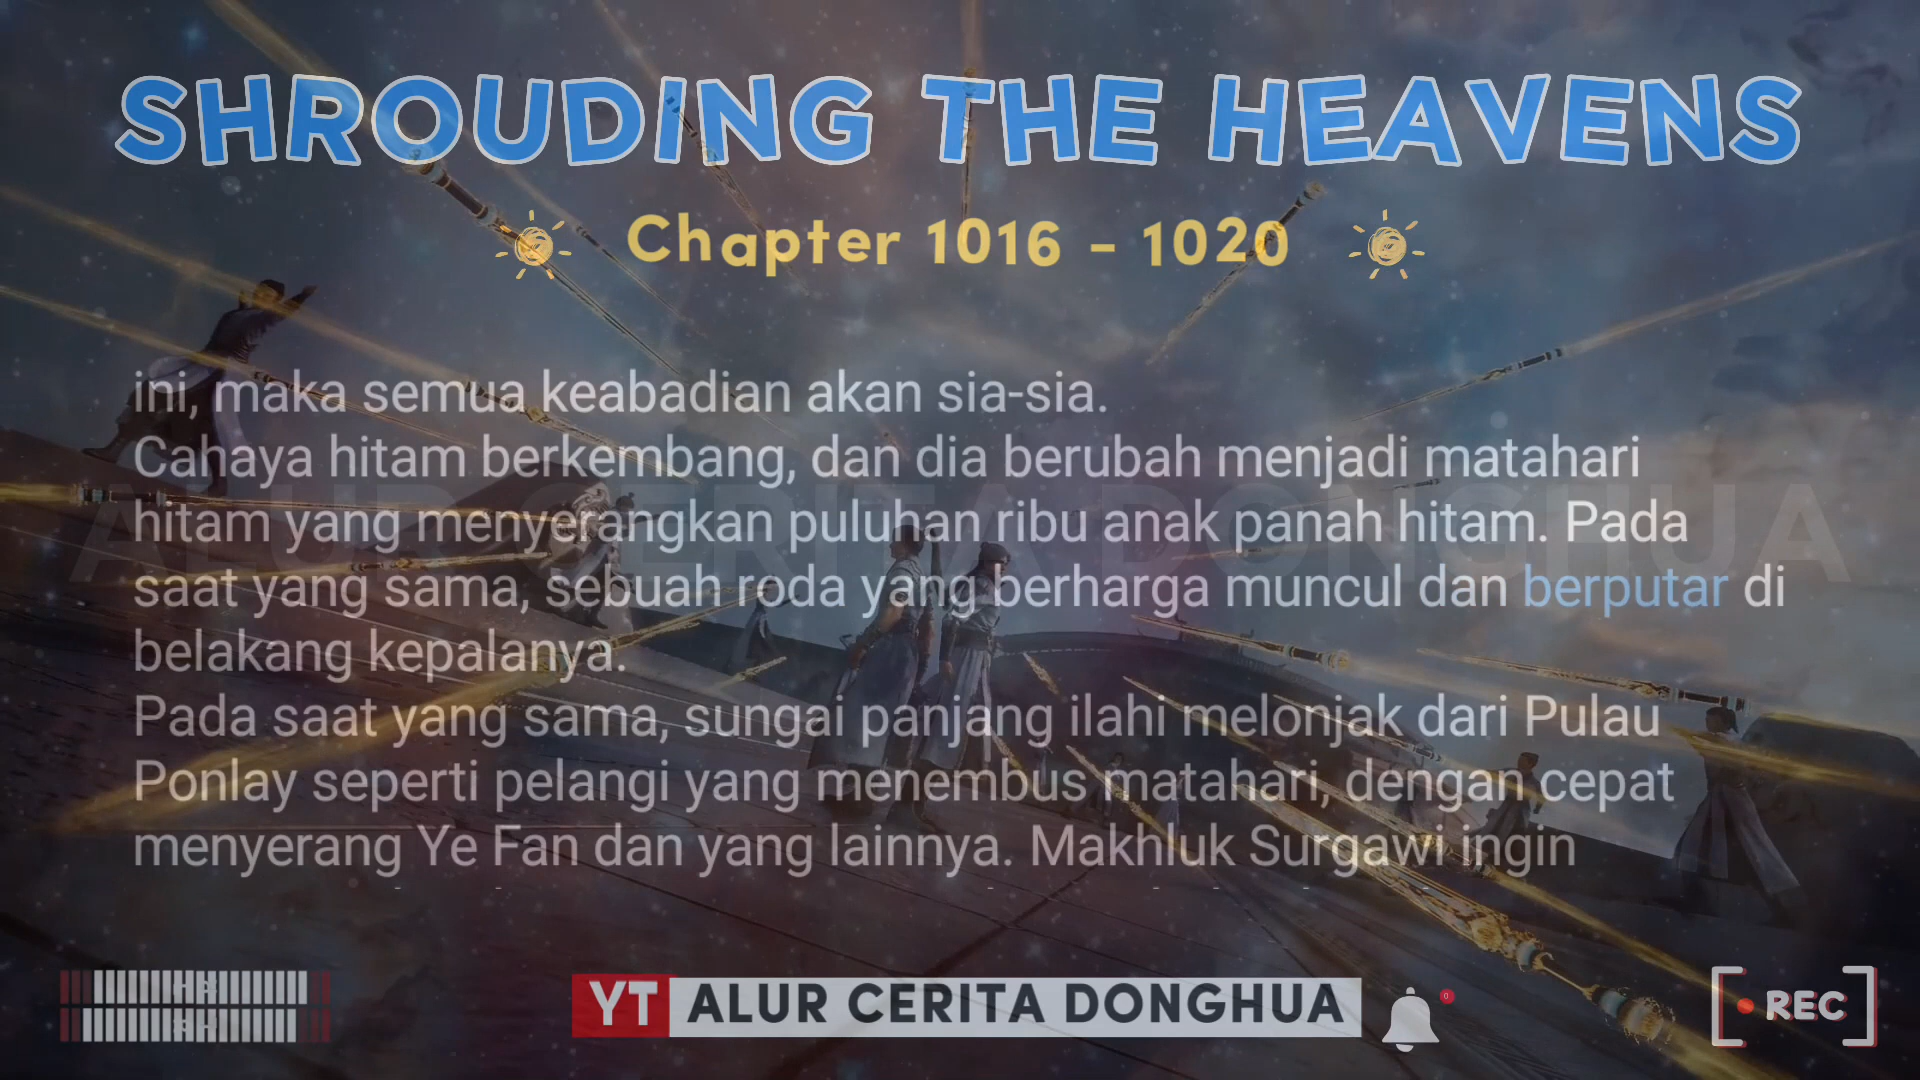 SHROUDING THE HEAVENS
Chapter 1016 - 1020
ini, maka semua keabadian akan sia-sia.
Cahaya hitam berkembang, dan dia berubah menjadi matahari
hitam yang menyerangkan puluhan ribu anak panah hitam. Pada
saat yang sama, sebuah roda yang berharga muncul dan berputar di
belakang kepalanya.
Pada saat yang sama, sungai panjang ilahi melonjak dari Pulau
Ponlay seperti pelangi yang menembus matahari, dengan cepat
menyerang Ye Fan dan yang lainnya. Makhluk Surgawi ingin
ALUR CERITA DONGHUA
YT ALUR CERITA DONGHUA
REC